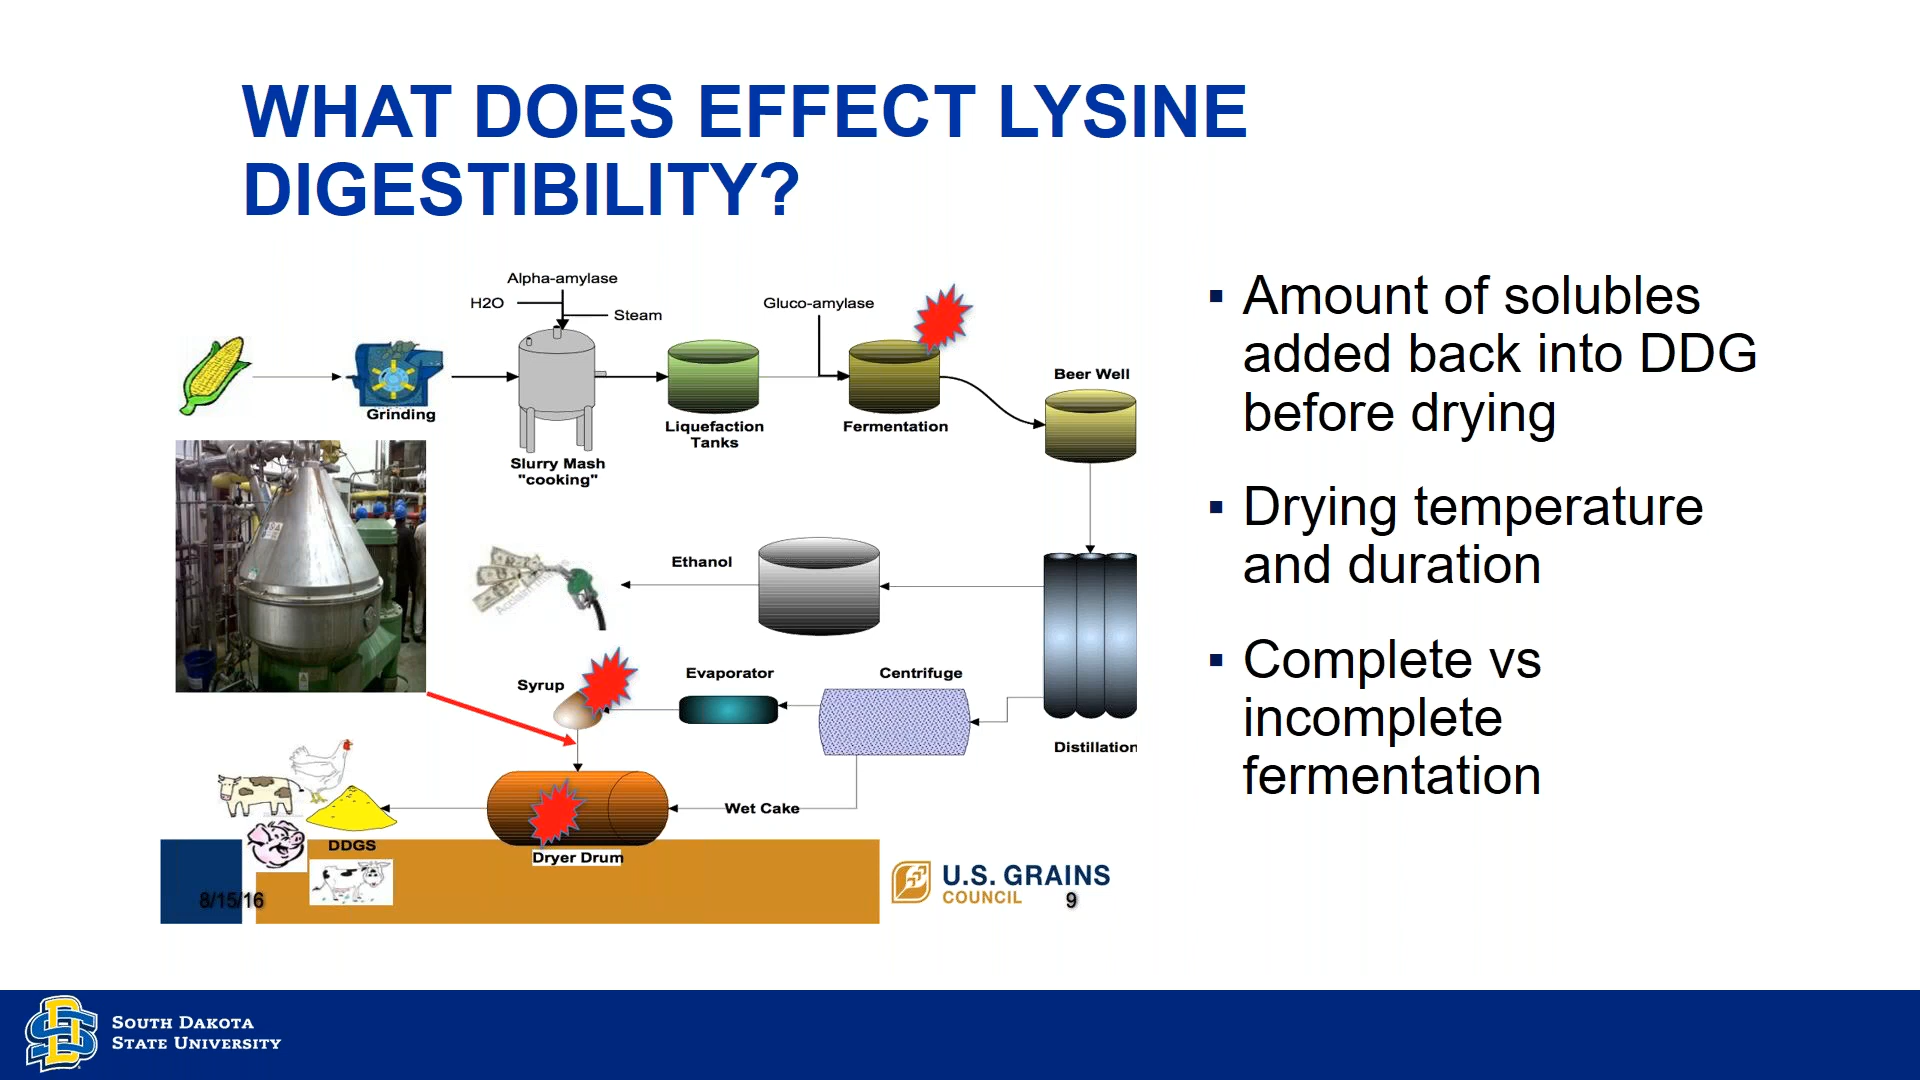 WHAT DOES EFFECT LYSINE
DIGESTIBILITY?
Alpha-amylase
H2O
Steam
Gluco-amylase
Grinding
Slurry Mash
"cooking"
Liquefaction
Tanks
Fermentation
Beer Well
Ethanol
Syrup
Evaporator
Centrifuge
Distillation
Wet Cake
DDGS
Dryer Drum
8/15/16
U.S. GRAINS
COUNCIL
9
▪ Amount of solubles
added back into DDG
before drying
▪ Drying temperature
and duration
▪ Complete vs
incomplete
fermentation
SOUTH DAKOTA
STATE UNIVERSITY